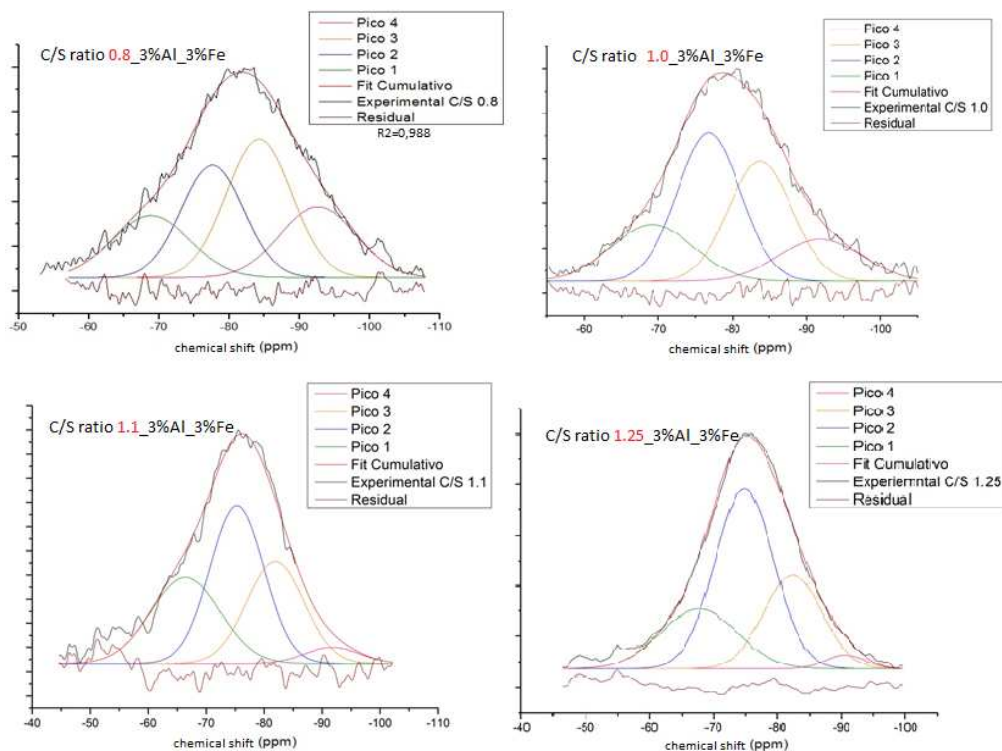 C/S ratio 0.8_3%Al_3%Fe
Pico 4
Pico 3
Pico 2
Pico 1
Fit Cumulativo
Experimental C/S 0.8
Residual
R2=0,988
-50 -60 -70 -80 -90 -100 -110
chemical shift (ppm)
C/S ratio 1.0_3%Al_3%Fe
Pico 4
Pico 3
Pico 2
Pico 1
Fit Cumulativo
Experimental C/S 1.0
Residual
-60 -70 -80 -90 -100
chemical shift (ppm)
C/S ratio 1.1_3%Al_3%Fe
Pico 4
Pico 3
Pico 2
Pico 1
Fit Cumulativo
Experimental C/S 1.1
Residual
-40 -50 -60 -70 -80 -90 -100 -110
chemical shift (ppm)
C/S ratio 1.25_3%Al_3%Fe
Pico 4
Pico 3
Pico 2
Pico 1
Fit Cumulativo
Experiemntal C/S 1.25
Residual
-40 -50 -60 -70 -80 -90 -100
chemical shift (ppm)